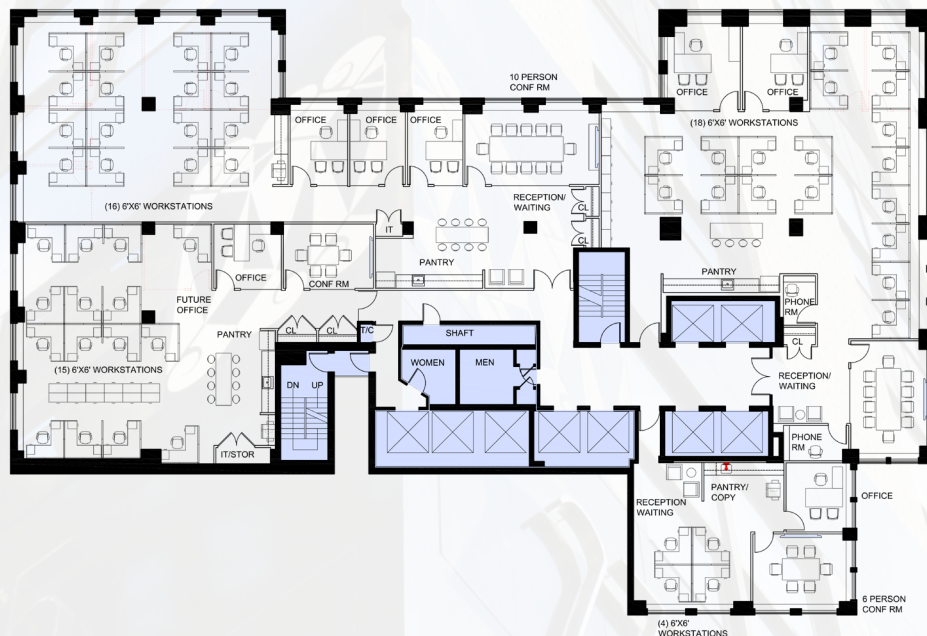 10 PERSON
CONF RM
OFFICE
OFFICE
OFFICE
OFFICE
OFFICE
(18) 6'X6' WORKSTATIONS
(16) 6'X6' WORKSTATIONS
RECEPTION/
WAITING
CL
CL
IT
PANTRY
OFFICE
CONF RM
FUTURE
OFFICE
PANTRY
PHONE
RM
CL
CL
CL
T/C
SHAFT
PANTRY
(15) 6'X6' WORKSTATIONS
WOMEN
MEN
DN
UP
RECEPTION/
WAITING
PHONE
RM
IT/STOR
RECEPTION
WAITING
PANTRY/
COPY
OFFICE
6 PERSON
CONF RM
(4) 6'X6'
WORKSTATIONS